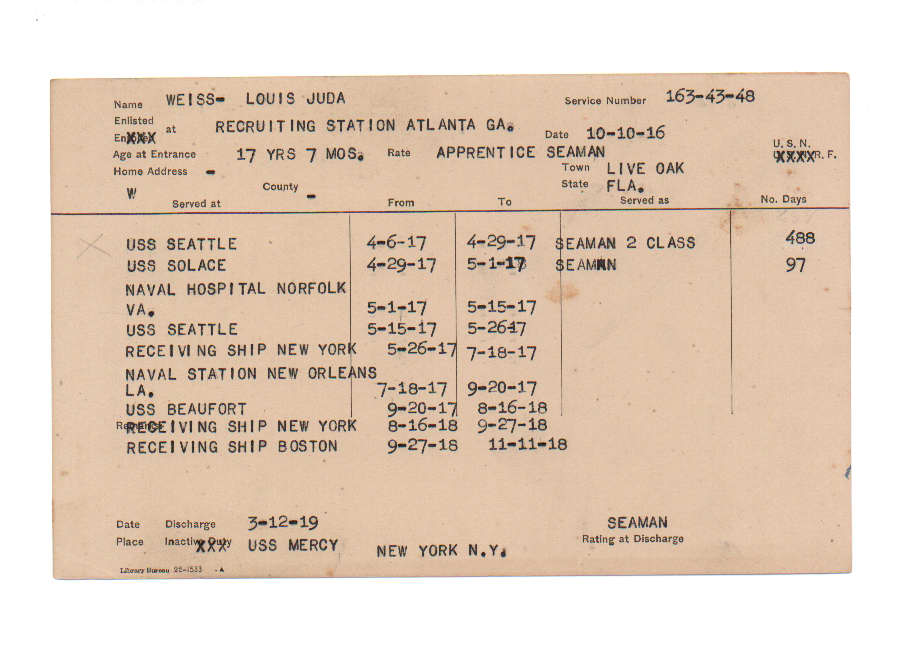 Name WEISS- LOUIS JUDA Service Number 163-43-48
Enlisted at RECRUITING STATION ATLANTA GA. Date 10-10-16
Age at Entrance 17 YRS 7 MOS. Rate APPRENTICE SEAMAN U. S. N. XXXXR. F.
Home Address - Town LIVE OAK
W County - State FLA.
Served at From To Served as No. Days
USS SEATTLE 4-6-17 4-29-17 SEAMAN 2 CLASS 488
USS SOLACE 4-29-17 5-1-17 SEAMAN 97
NAVAL HOSPITAL NORFOLK
VA. 5-1-17 5-15-17
USS SEATTLE 5-15-17 5-26-17
RECEIVING SHIP NEW YORK 5-26-17 7-18-17
NAVAL STATION NEW ORLEANS
LA. 7-18-17 9-20-17
USS BEAUFORT 9-20-17 8-16-18
RECEIVING SHIP NEW YORK 8-16-18 9-27-18
RECEIVING SHIP BOSTON 9-27-18 11-11-18
Date Discharge 3-12-19 SEAMAN
Place Inactive Duty USS MERCY NEW YORK N.Y. Rating at Discharge
Library Bureau 28-1533 -A